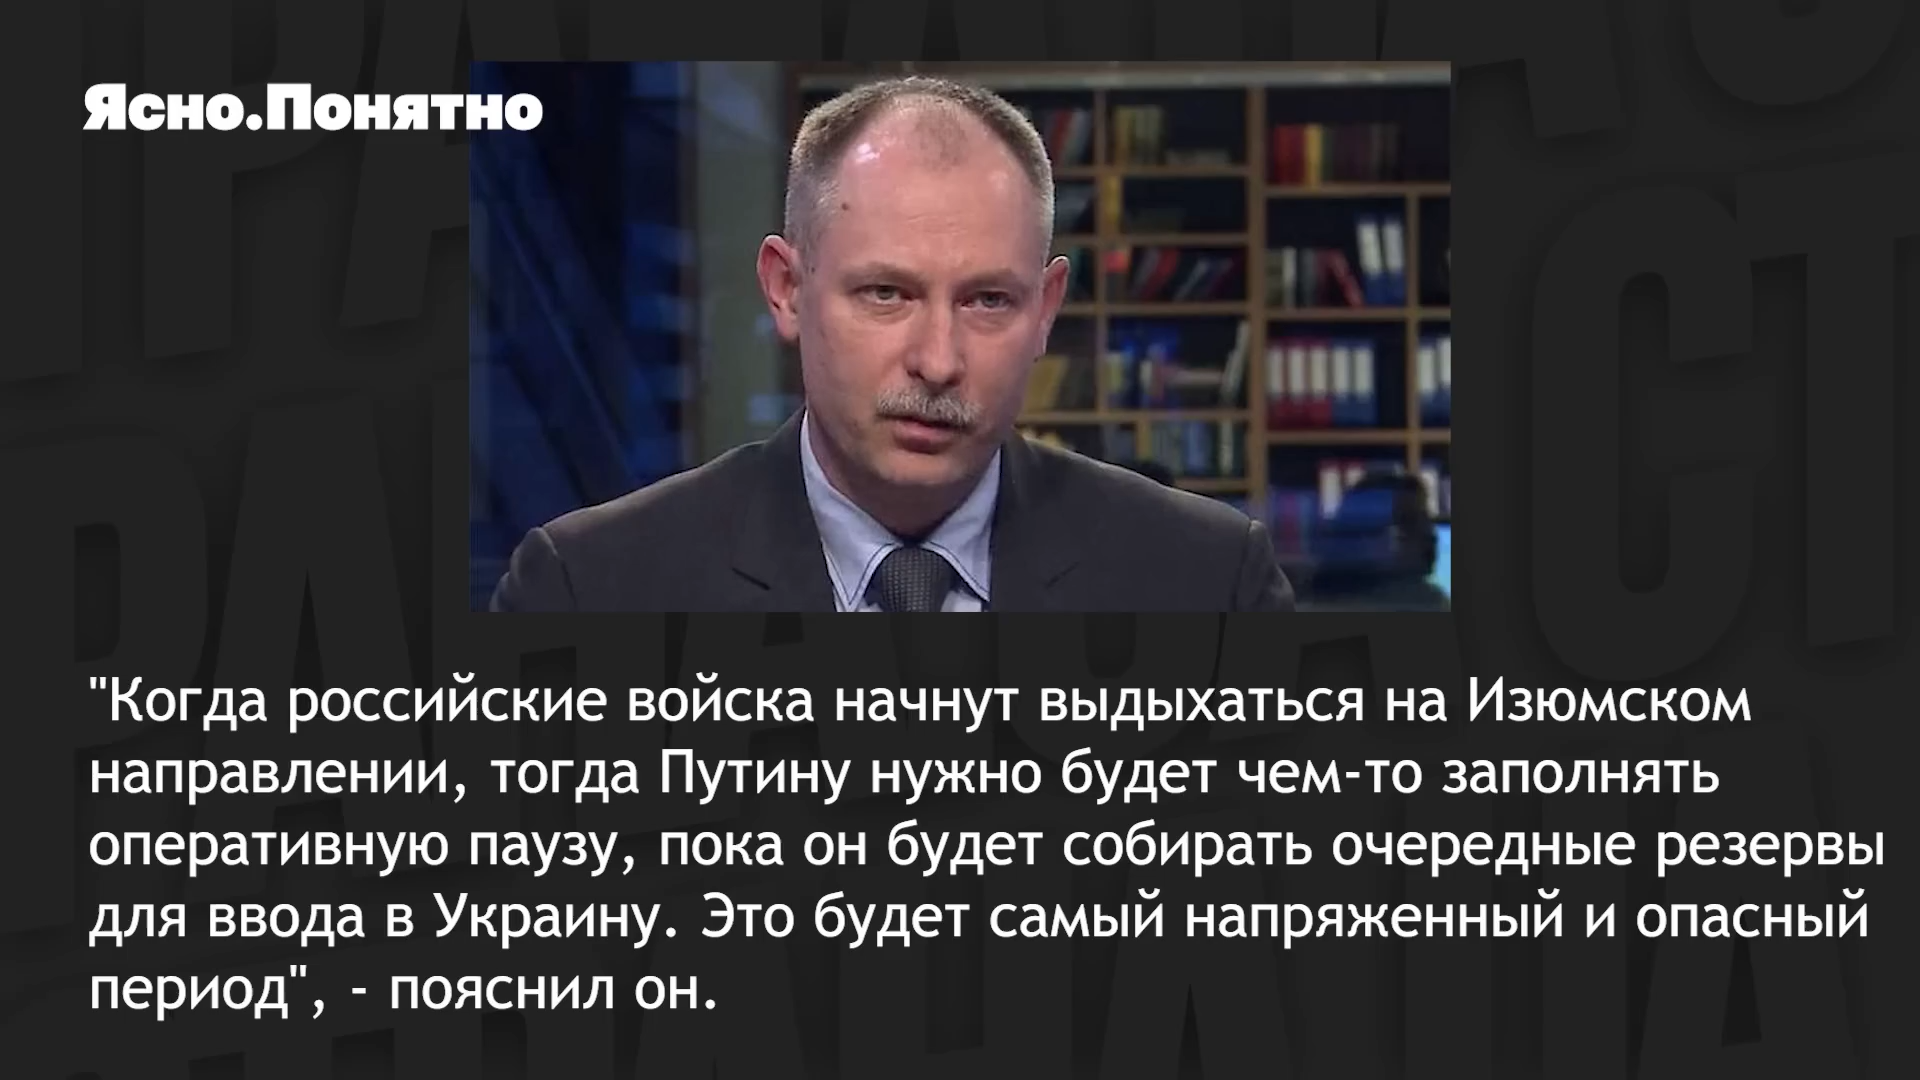 Ясно.Понятно
"Когда российские войска начнут выдыхаться на Изюмском
направлении, тогда Путину нужно будет чем-то заполнять
оперативную паузу, пока он будет собирать очередные резервы
для ввода в Украину. Это будет самый напряженный и опасный
период", - пояснил он.